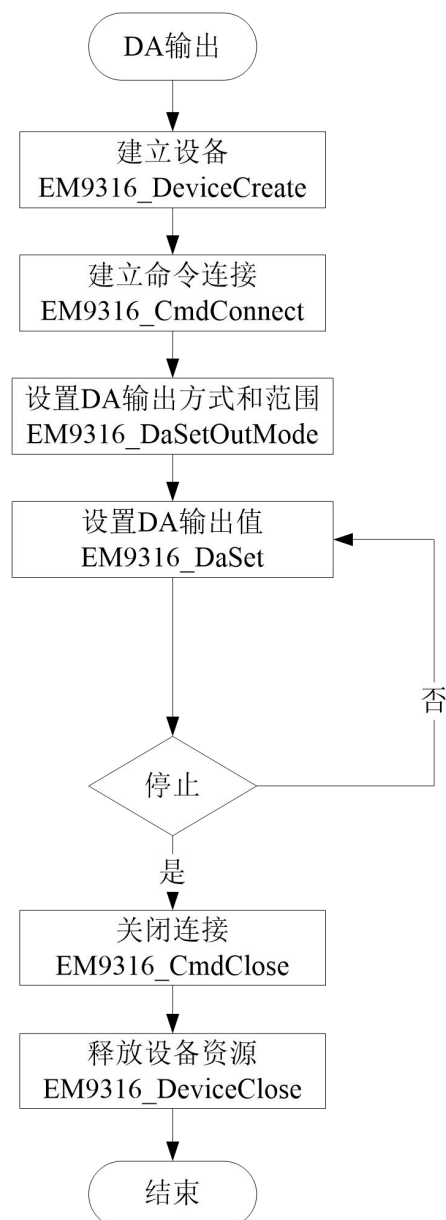 DA输出
建立设备
EM9316_DeviceCreate
建立命令连接
EM9316_CmdConnect
设置DA输出方式和范围
EM9316_DaSetOutMode
设置DA输出值
EM9316_DaSet
否
停止
是
关闭连接
EM9316_CmdClose
释放设备资源
EM9316_DeviceClose
结束